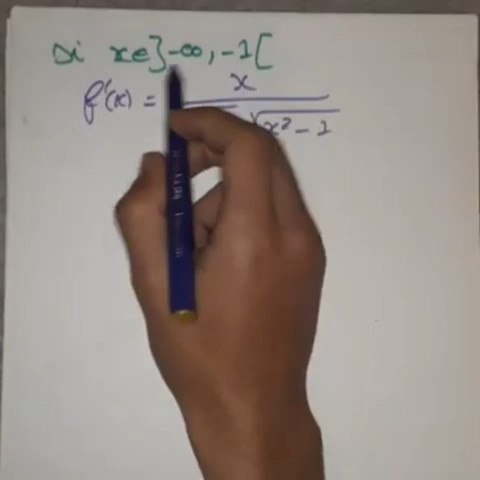 si x∈]-∞, -1[
f'(x) = x / √x² - 1